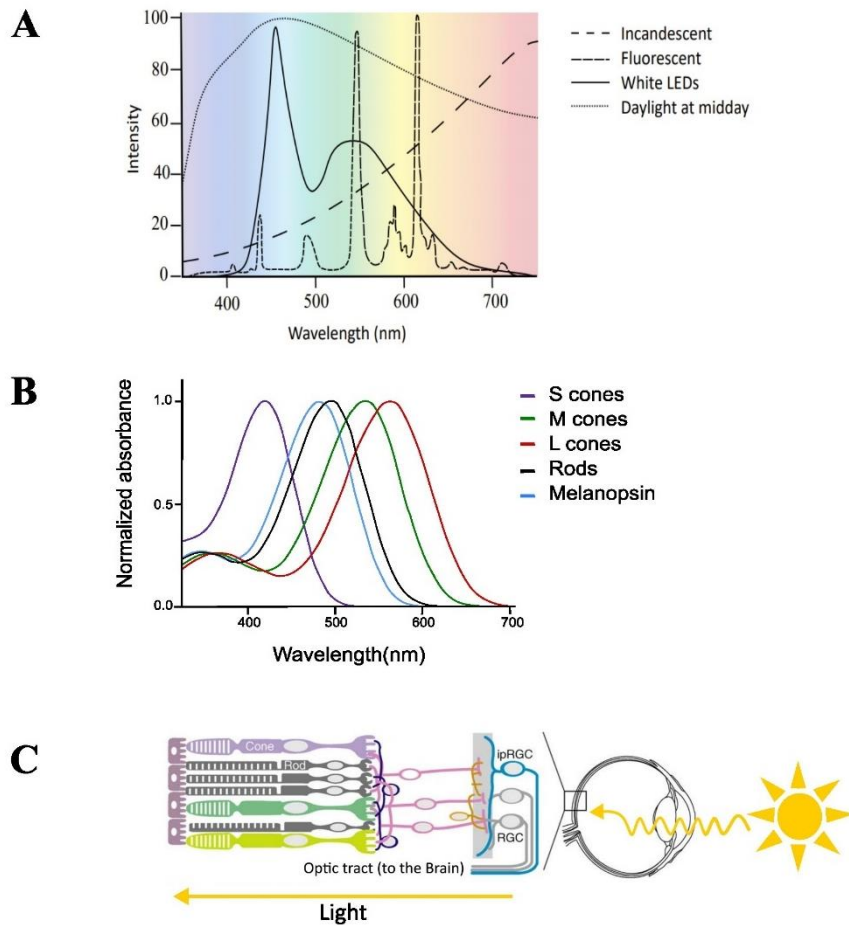 A
Intensity
100
80
60
40
20
0
400
500
600
700
Wavelength (nm)
Incandescent
Fluorescent
White LEDs
Daylight at midday
B
Normalized absorbance
1.0
0.5
0.0
400
500
600
700
Wavelength(nm)
S cones
M cones
L cones
Rods
Melanopsin
C
Cone
Rod
ipRGC
RGC
Optic tract (to the Brain)
Light